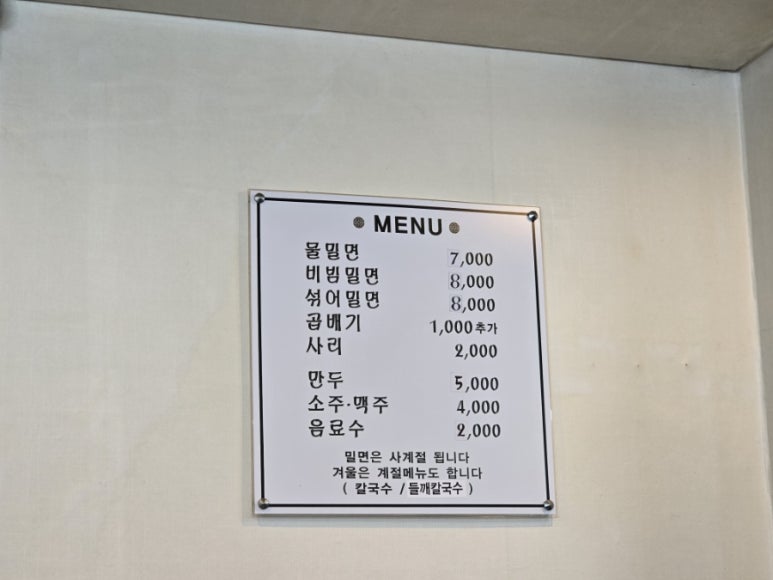 MENU
물밀면 7,000
비빔밀면 8,000
섞어밀면 8,000
곱배기 1,000추가
사리 2,000
만두 5,000
소주·맥주 4,000
음료수 2,000
밀면은 사계절 됩니다
겨울은 계절메뉴도 합니다
( 칼국수 / 들깨칼국수 )